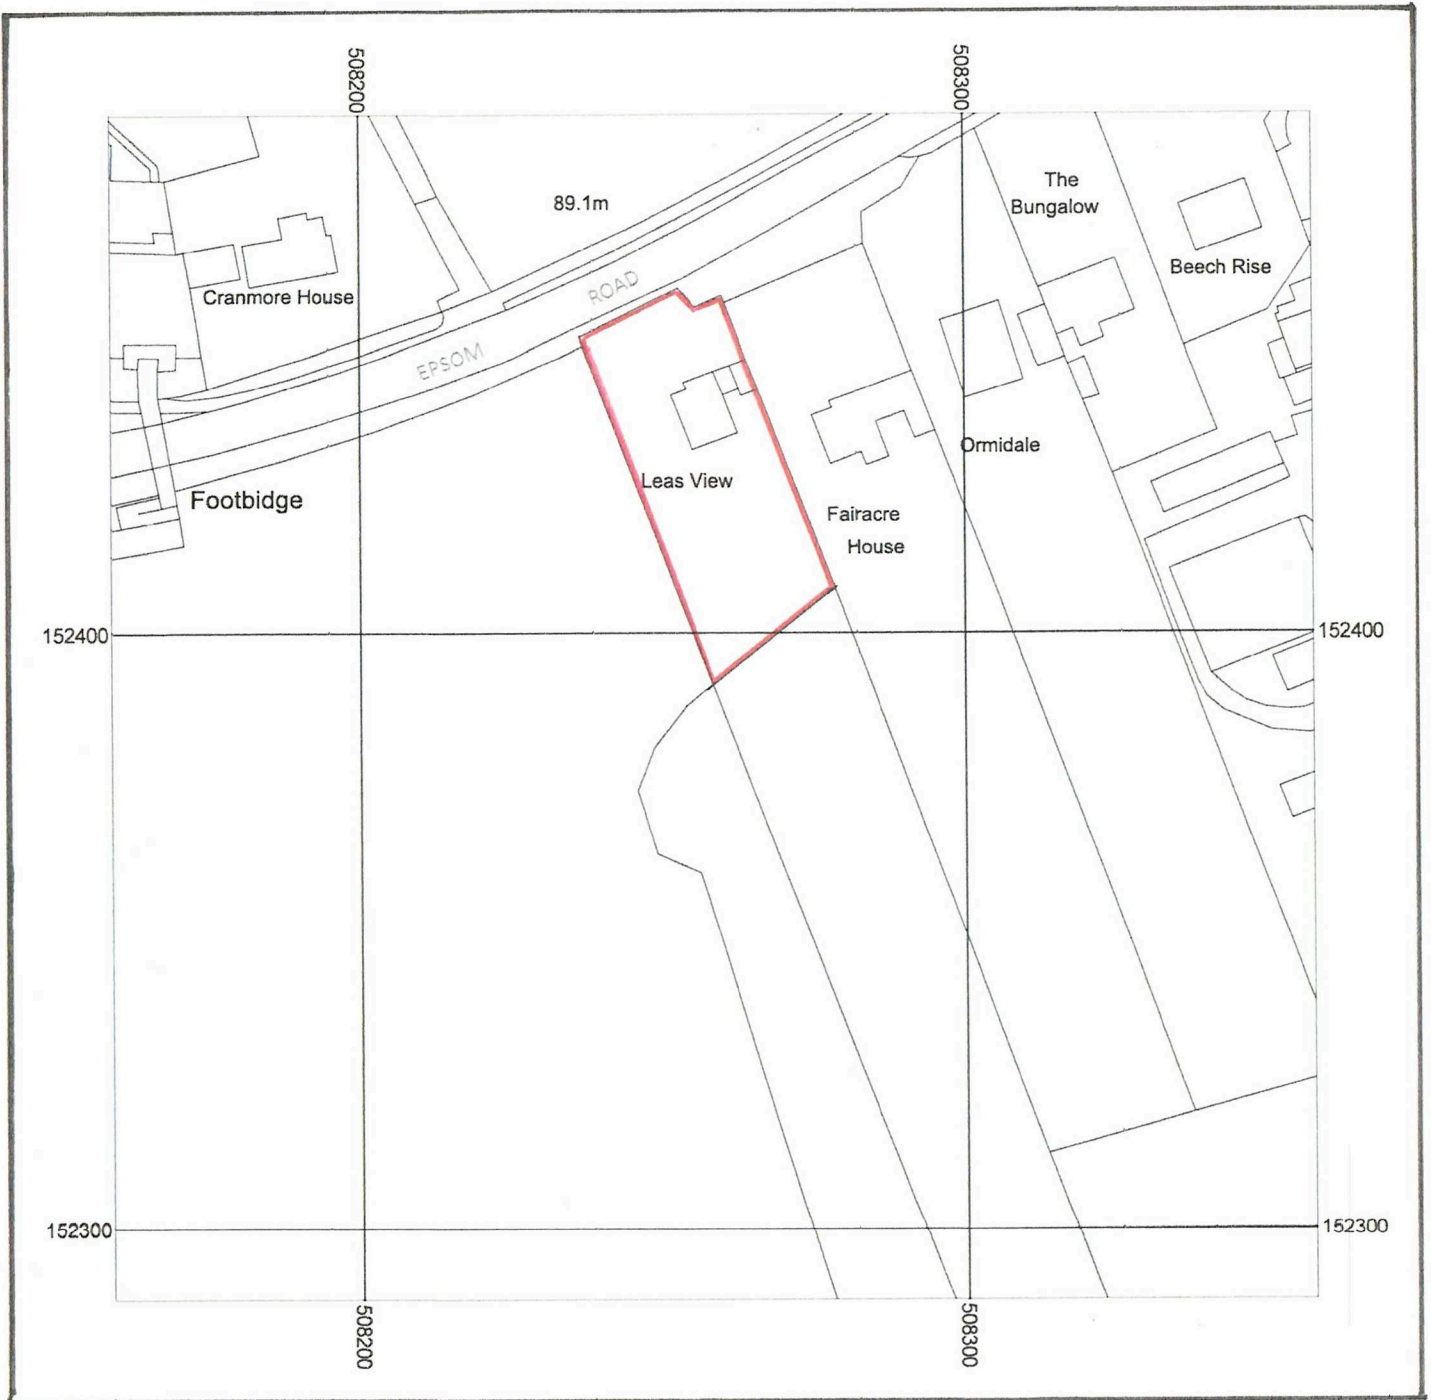 508200
508300
The
Bungalow
89.1m
Beech Rise
Cranmore House
ROAD
EPSOM
Ormidale
Leas View
Footbidge
Fairacre
House
152400
152400
152300
152300
508200
508300